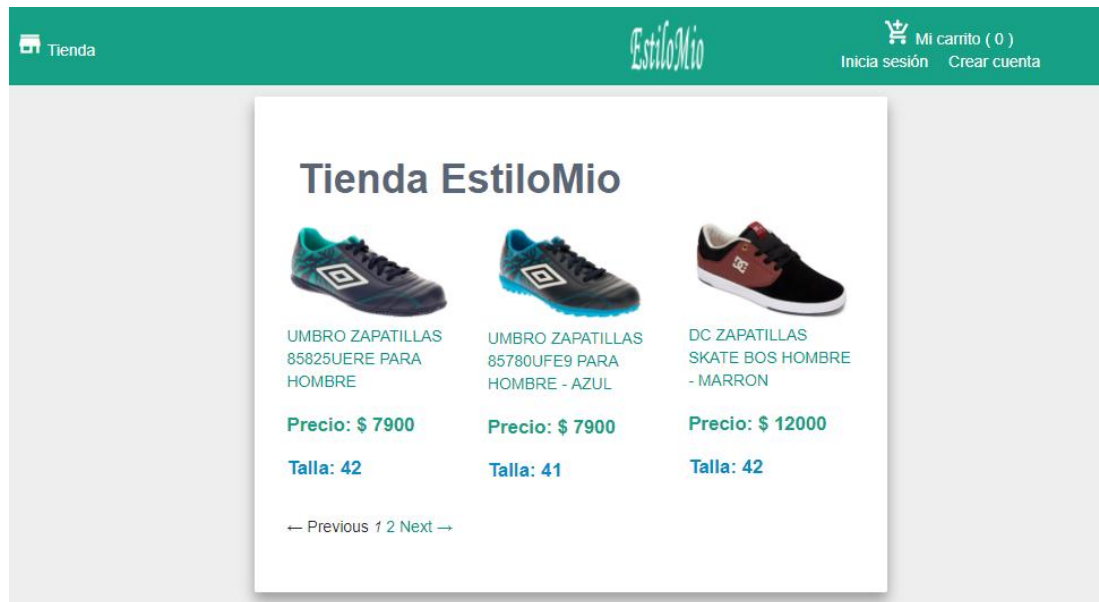 Tienda
EstiloMio
Mi carrito ( 0 )
Inicia sesión Crear cuenta
Tienda EstiloMio
UMBRO ZAPATILLAS
85825UERE PARA
HOMBRE
Precio: $ 7900
Talla: 42
UMBRO ZAPATILLAS
85780UFE9 PARA
HOMBRE - AZUL
Precio: $ 7900
Talla: 41
DC
DC ZAPATILLAS
SKATE BOS HOMBRE
- MARRON
Precio: $ 12000
Talla: 42
← Previous 1 2 Next →